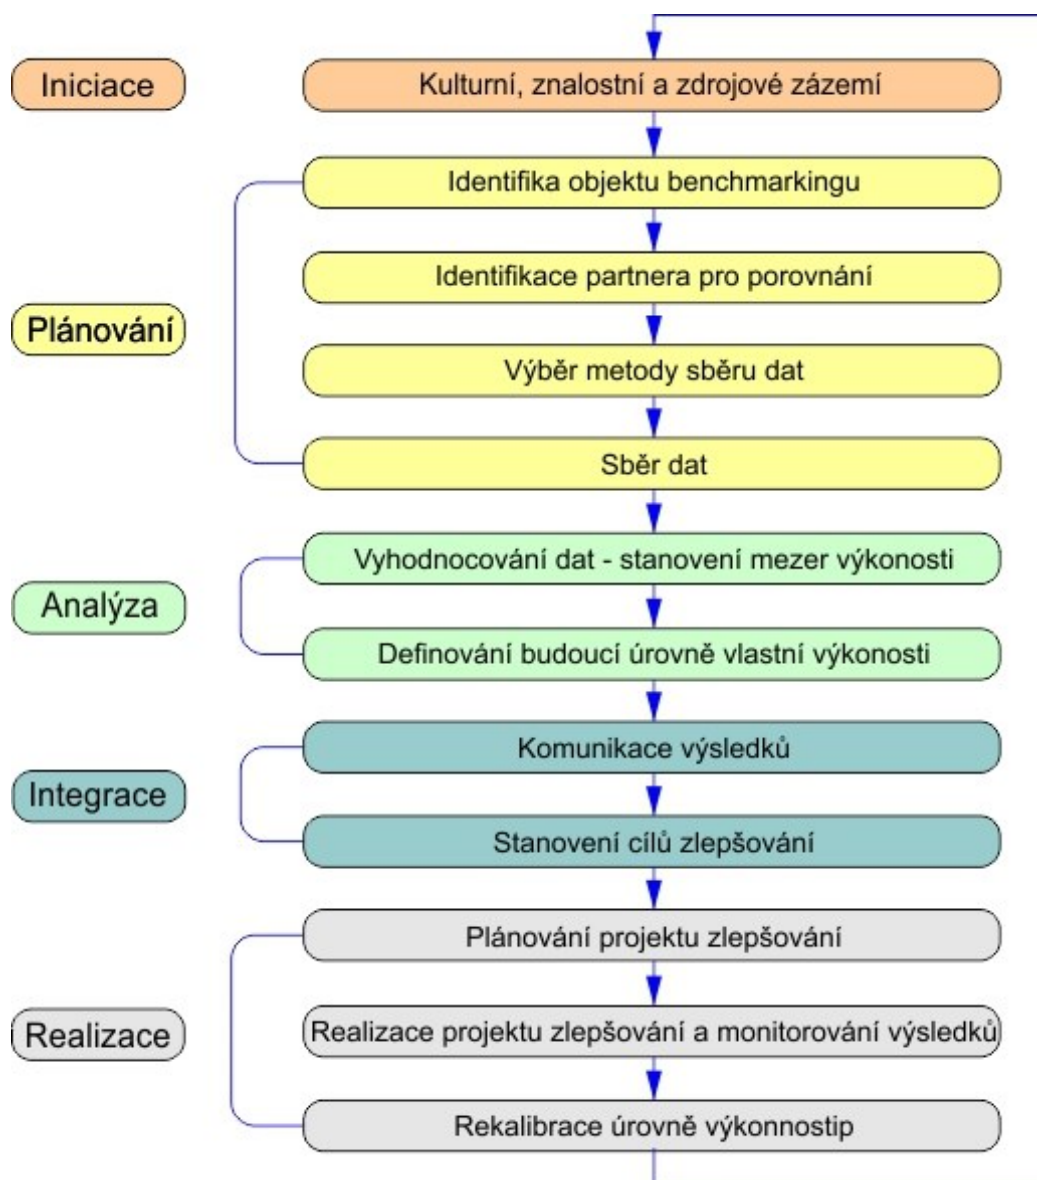 Iniciace
Kulturní, znalostní a zdrojové zázemí
Plánování
Identifika objektu benchmarkingu
Identifikace partnera pro porovnání
Výběr metody sběru dat
Sběr dat
Analýza
Vyhodnocování dat - stanovení mezer výkonosti
Definování budoucí úrovně vlastní výkonosti
Integrace
Komunikace výsledků
Stanovení cílů zlepšování
Realizace
Plánování projektu zlepšování
Realizace projektu zlepšování a monitorování výsledků
Rekalibrace úrovně výkonnostip